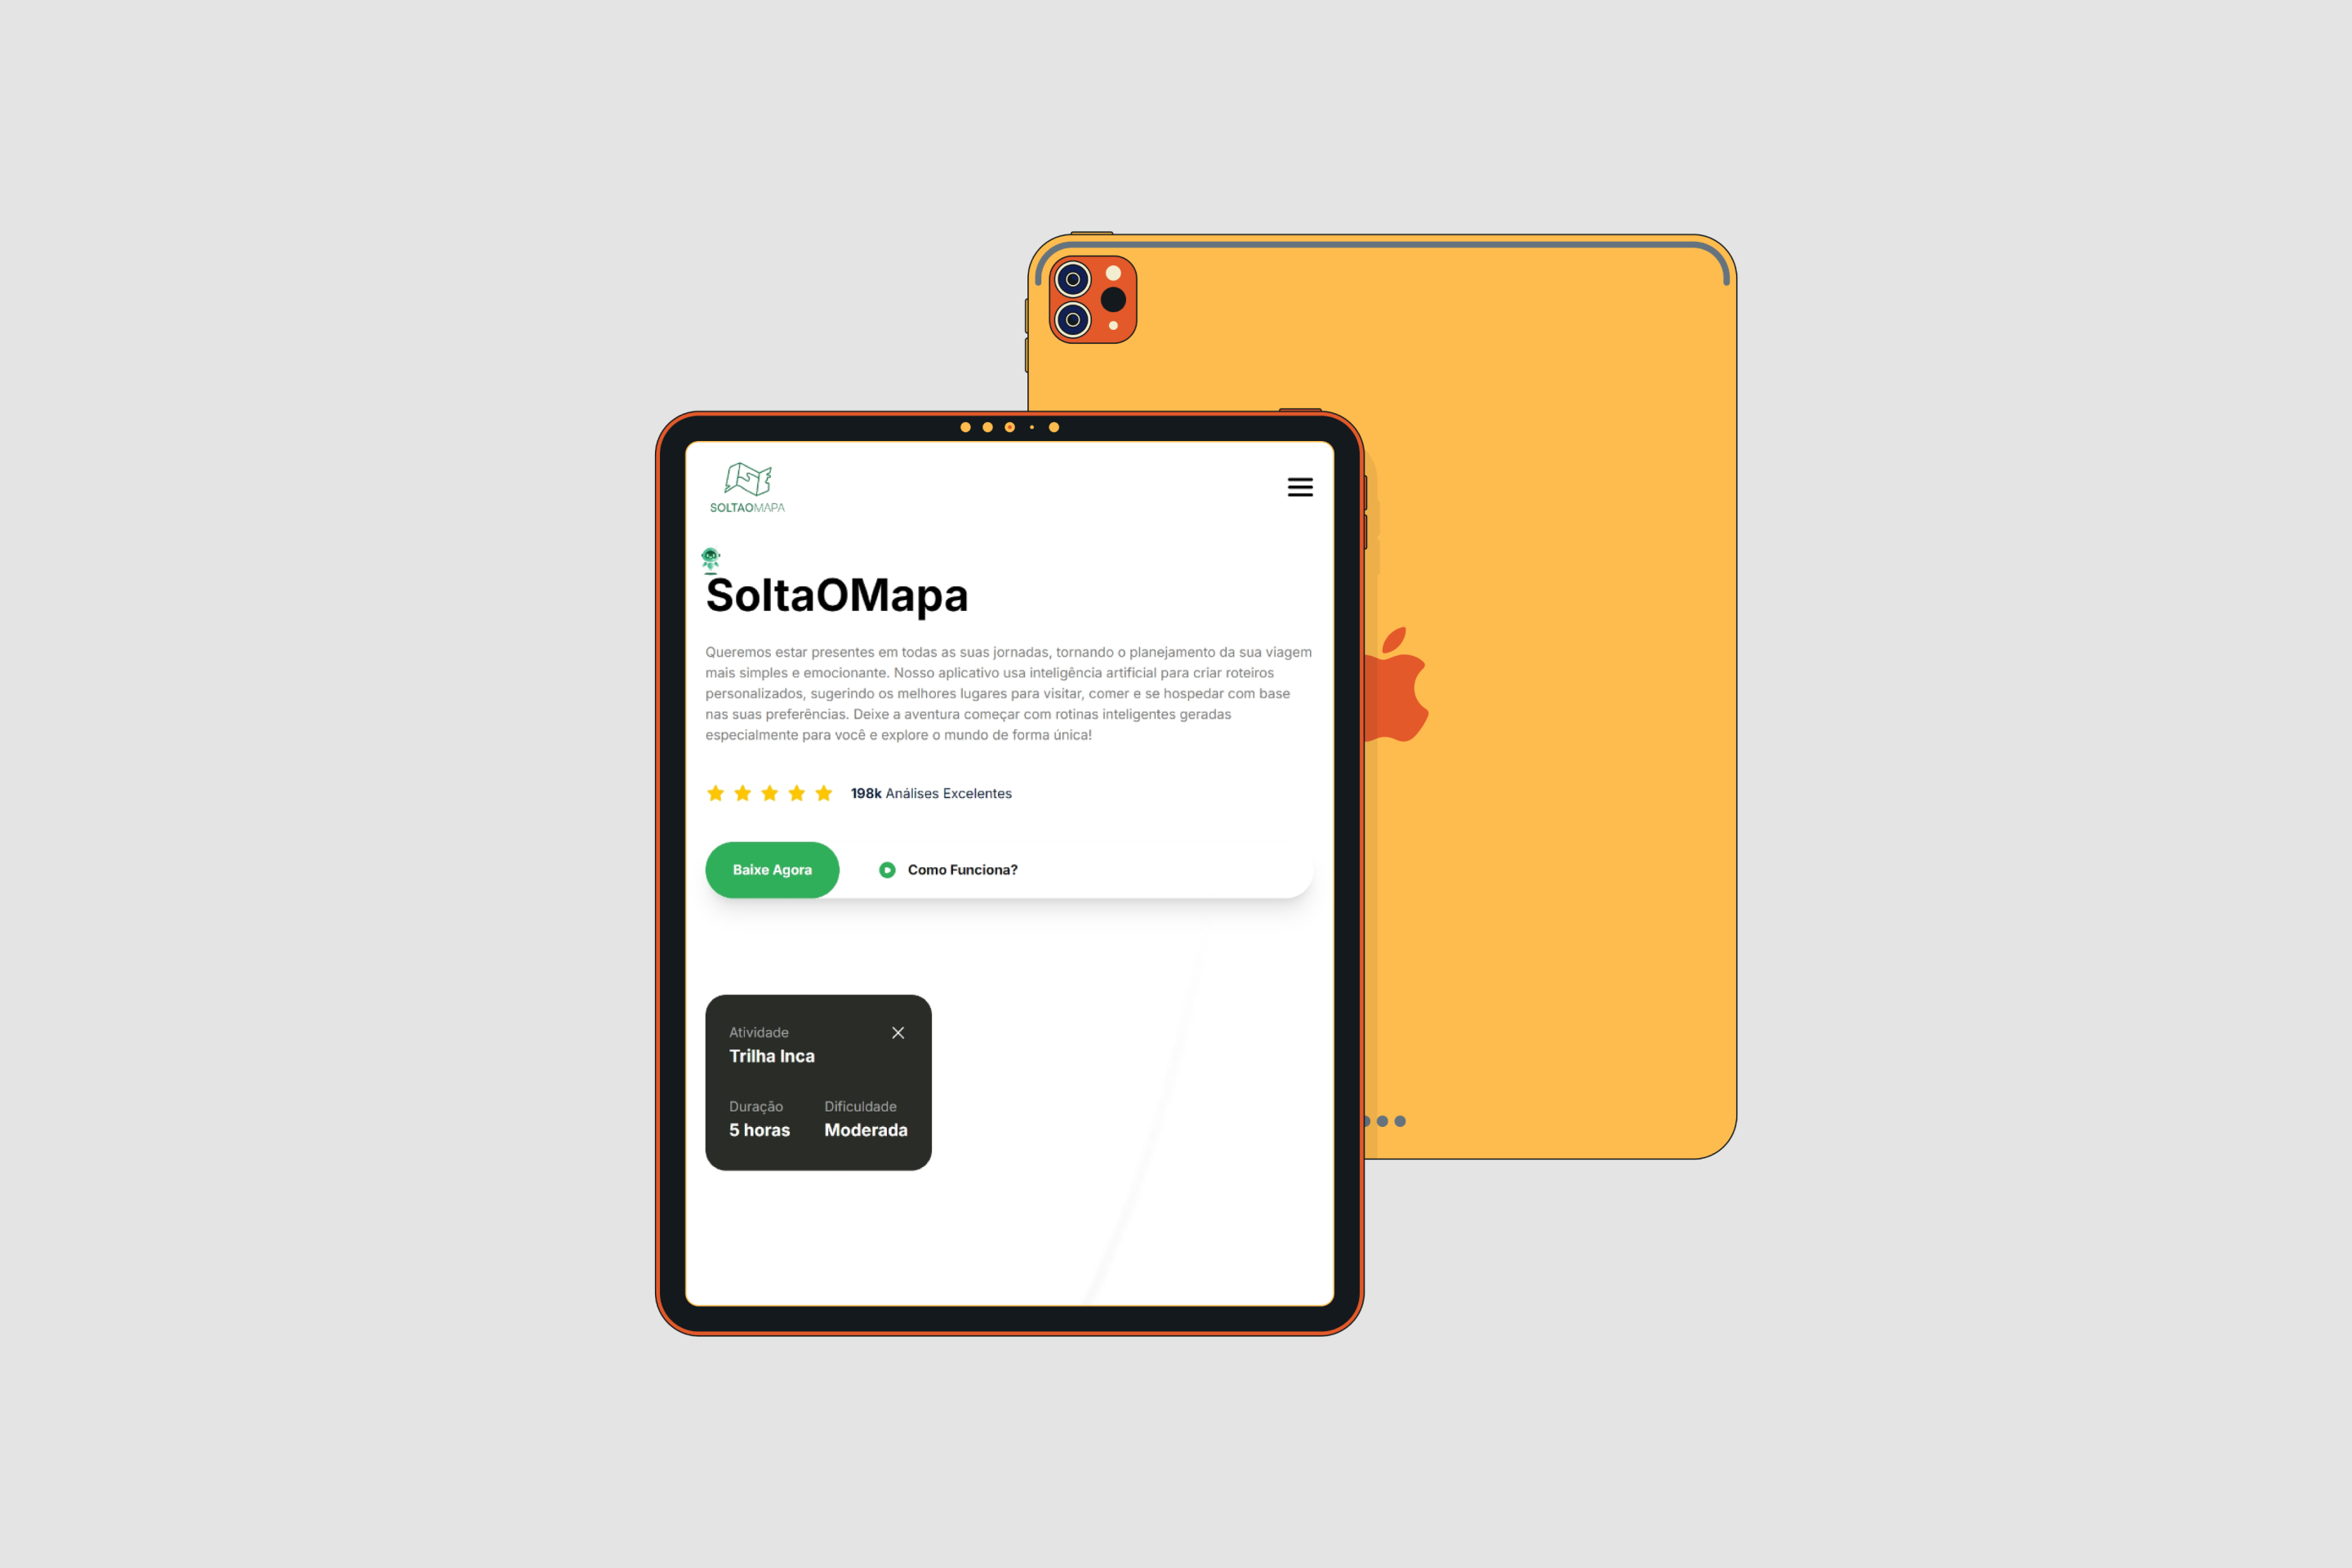 SOLTAOMAPA
SoltaOMapa
Queremos estar presentes em todas as suas jornadas, tornando o planejamento da sua viagem
mais simples e emocionante. Nosso aplicativo usa inteligência artificial para criar roteiros
personalizados, sugerindo os melhores lugares para visitar, comer e se hospedar com base
nas suas preferências. Deixe a aventura começar com rotinas inteligentes geradas
especialmente para você e explore o mundo de forma única!
198k Análises Excelentes
Baixe Agora
Como Funciona?
Atividade
Trilha Inca
Duração Dificuldade
5 horas Moderada